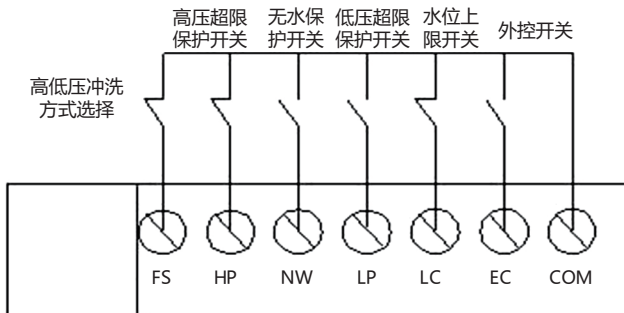 高压超限
保护开关
无水保
护开关
低压超限
保护开关
水位上
限开关
外控开关
高低压冲洗
方式选择
FS HP NW LP LC EC COM